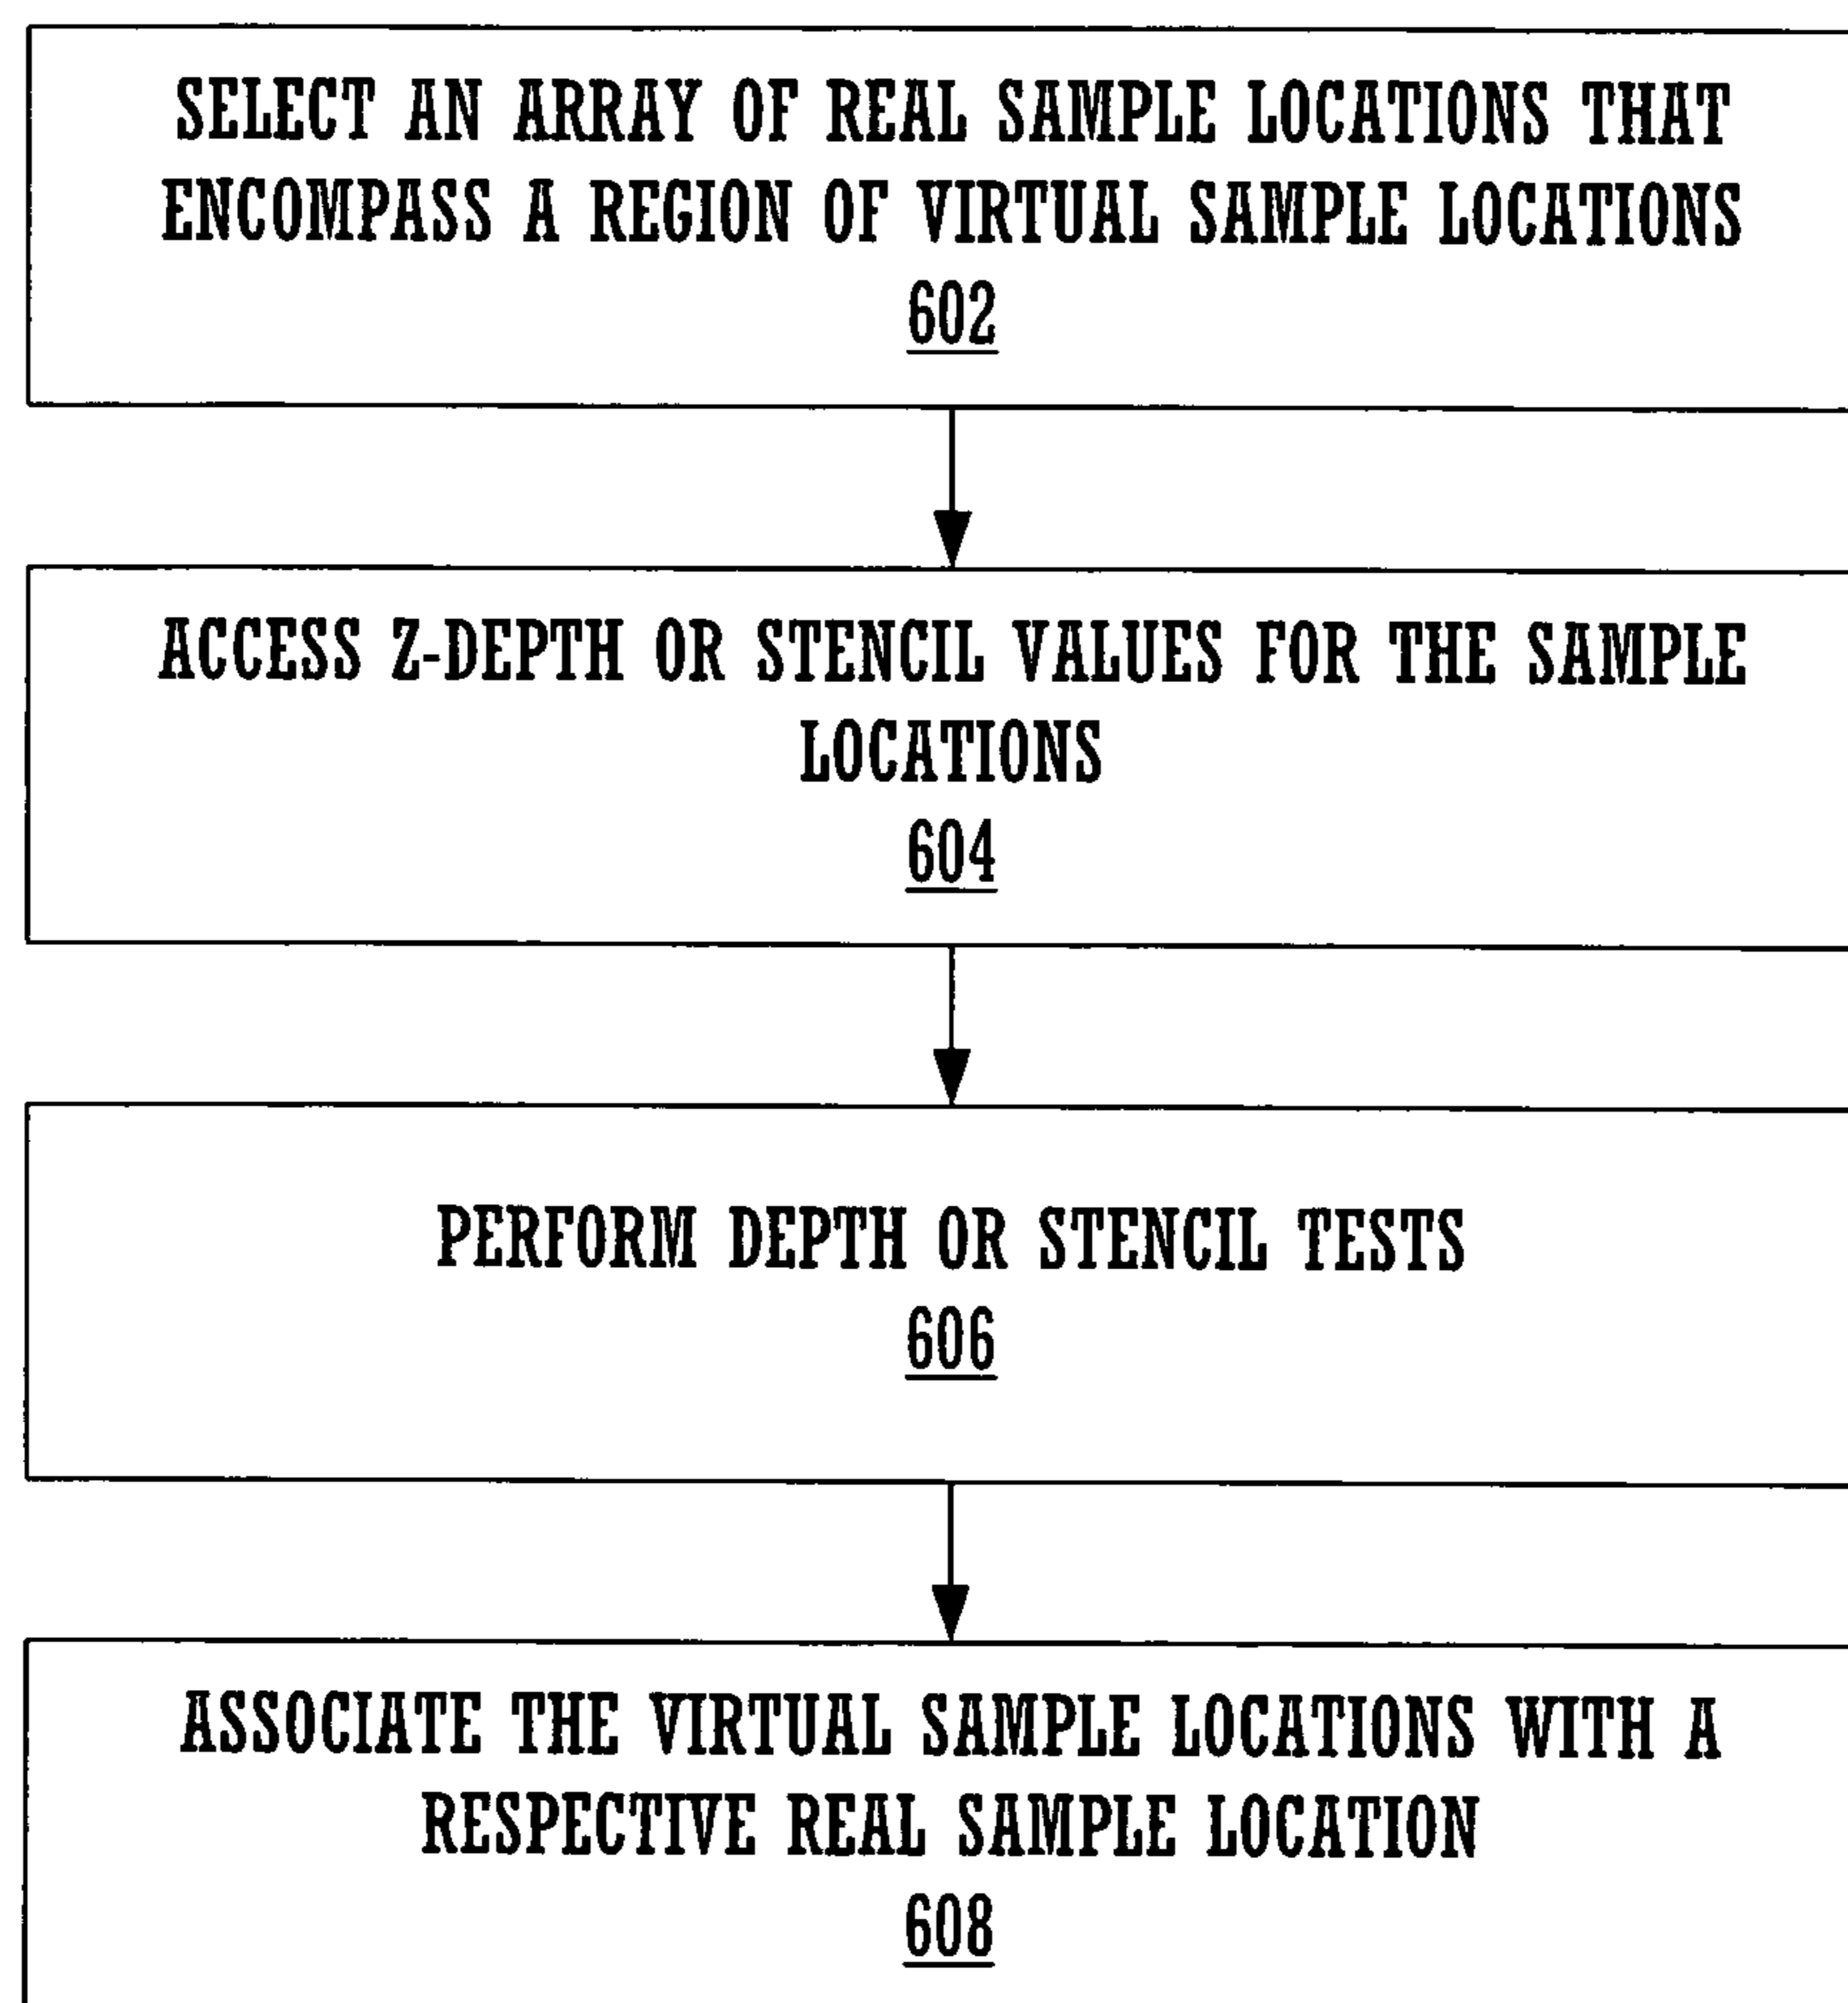 SELECT AN ARRAY OF REAL SAMPLE LOCATIONS THAT
ENCOMPASS A REGION OF VIRTUAL SAMPLE LOCATIONS
602
ACCESS Z-DEPTH OR STENCIL VALUES FOR THE SAMPLE
LOCATIONS
604
PERFORM DEPTH OR STENCIL TESTS
606
ASSOCIATE THE VIRTUAL SAMPLE LOCATIONS WITH A
RESPECTIVE REAL SAMPLE LOCATION
608